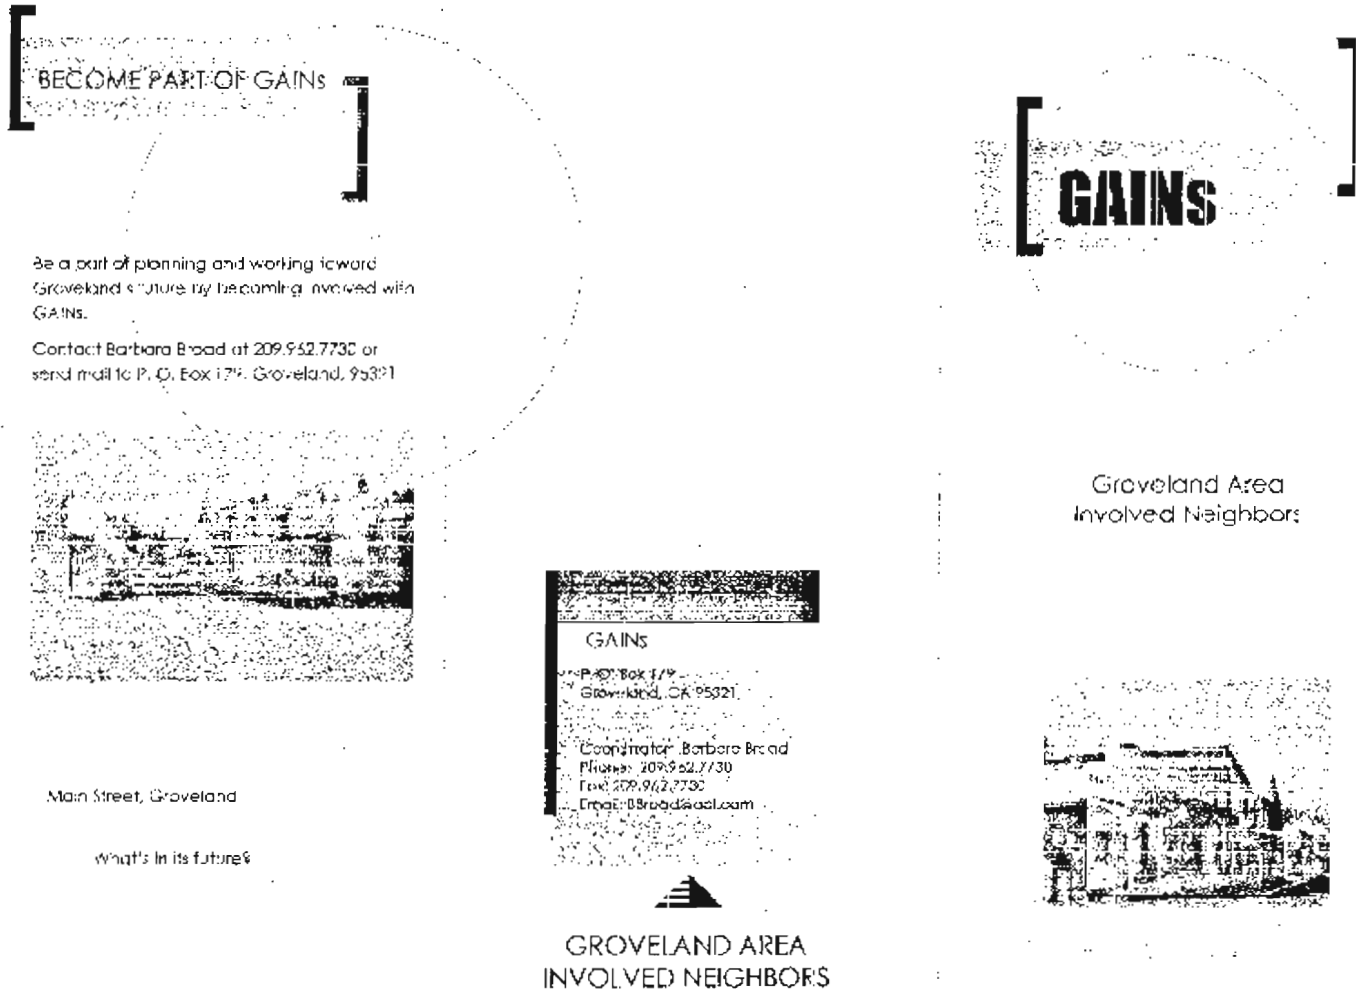 BECOME PART OF GAINs
Be a part of planning and working toward
Groveland's future by becoming involved with
GAINs.
Contact Barbara Broad at 209.962.7730 or
send mail to P. O. Box 179, Groveland, 95321
Main Street, Groveland
What's in its future?
GAINs
P. O. Box 179
Groveland, CA 95321
Coordinator: Barbara Broad
Phone: 209.962.7730
Fax: 209.962.7730
Email: BBroad@aol.com
GROVELAND AREA
INVOLVED NEIGHBORS
GAINs
Groveland Area
Involved Neighbors